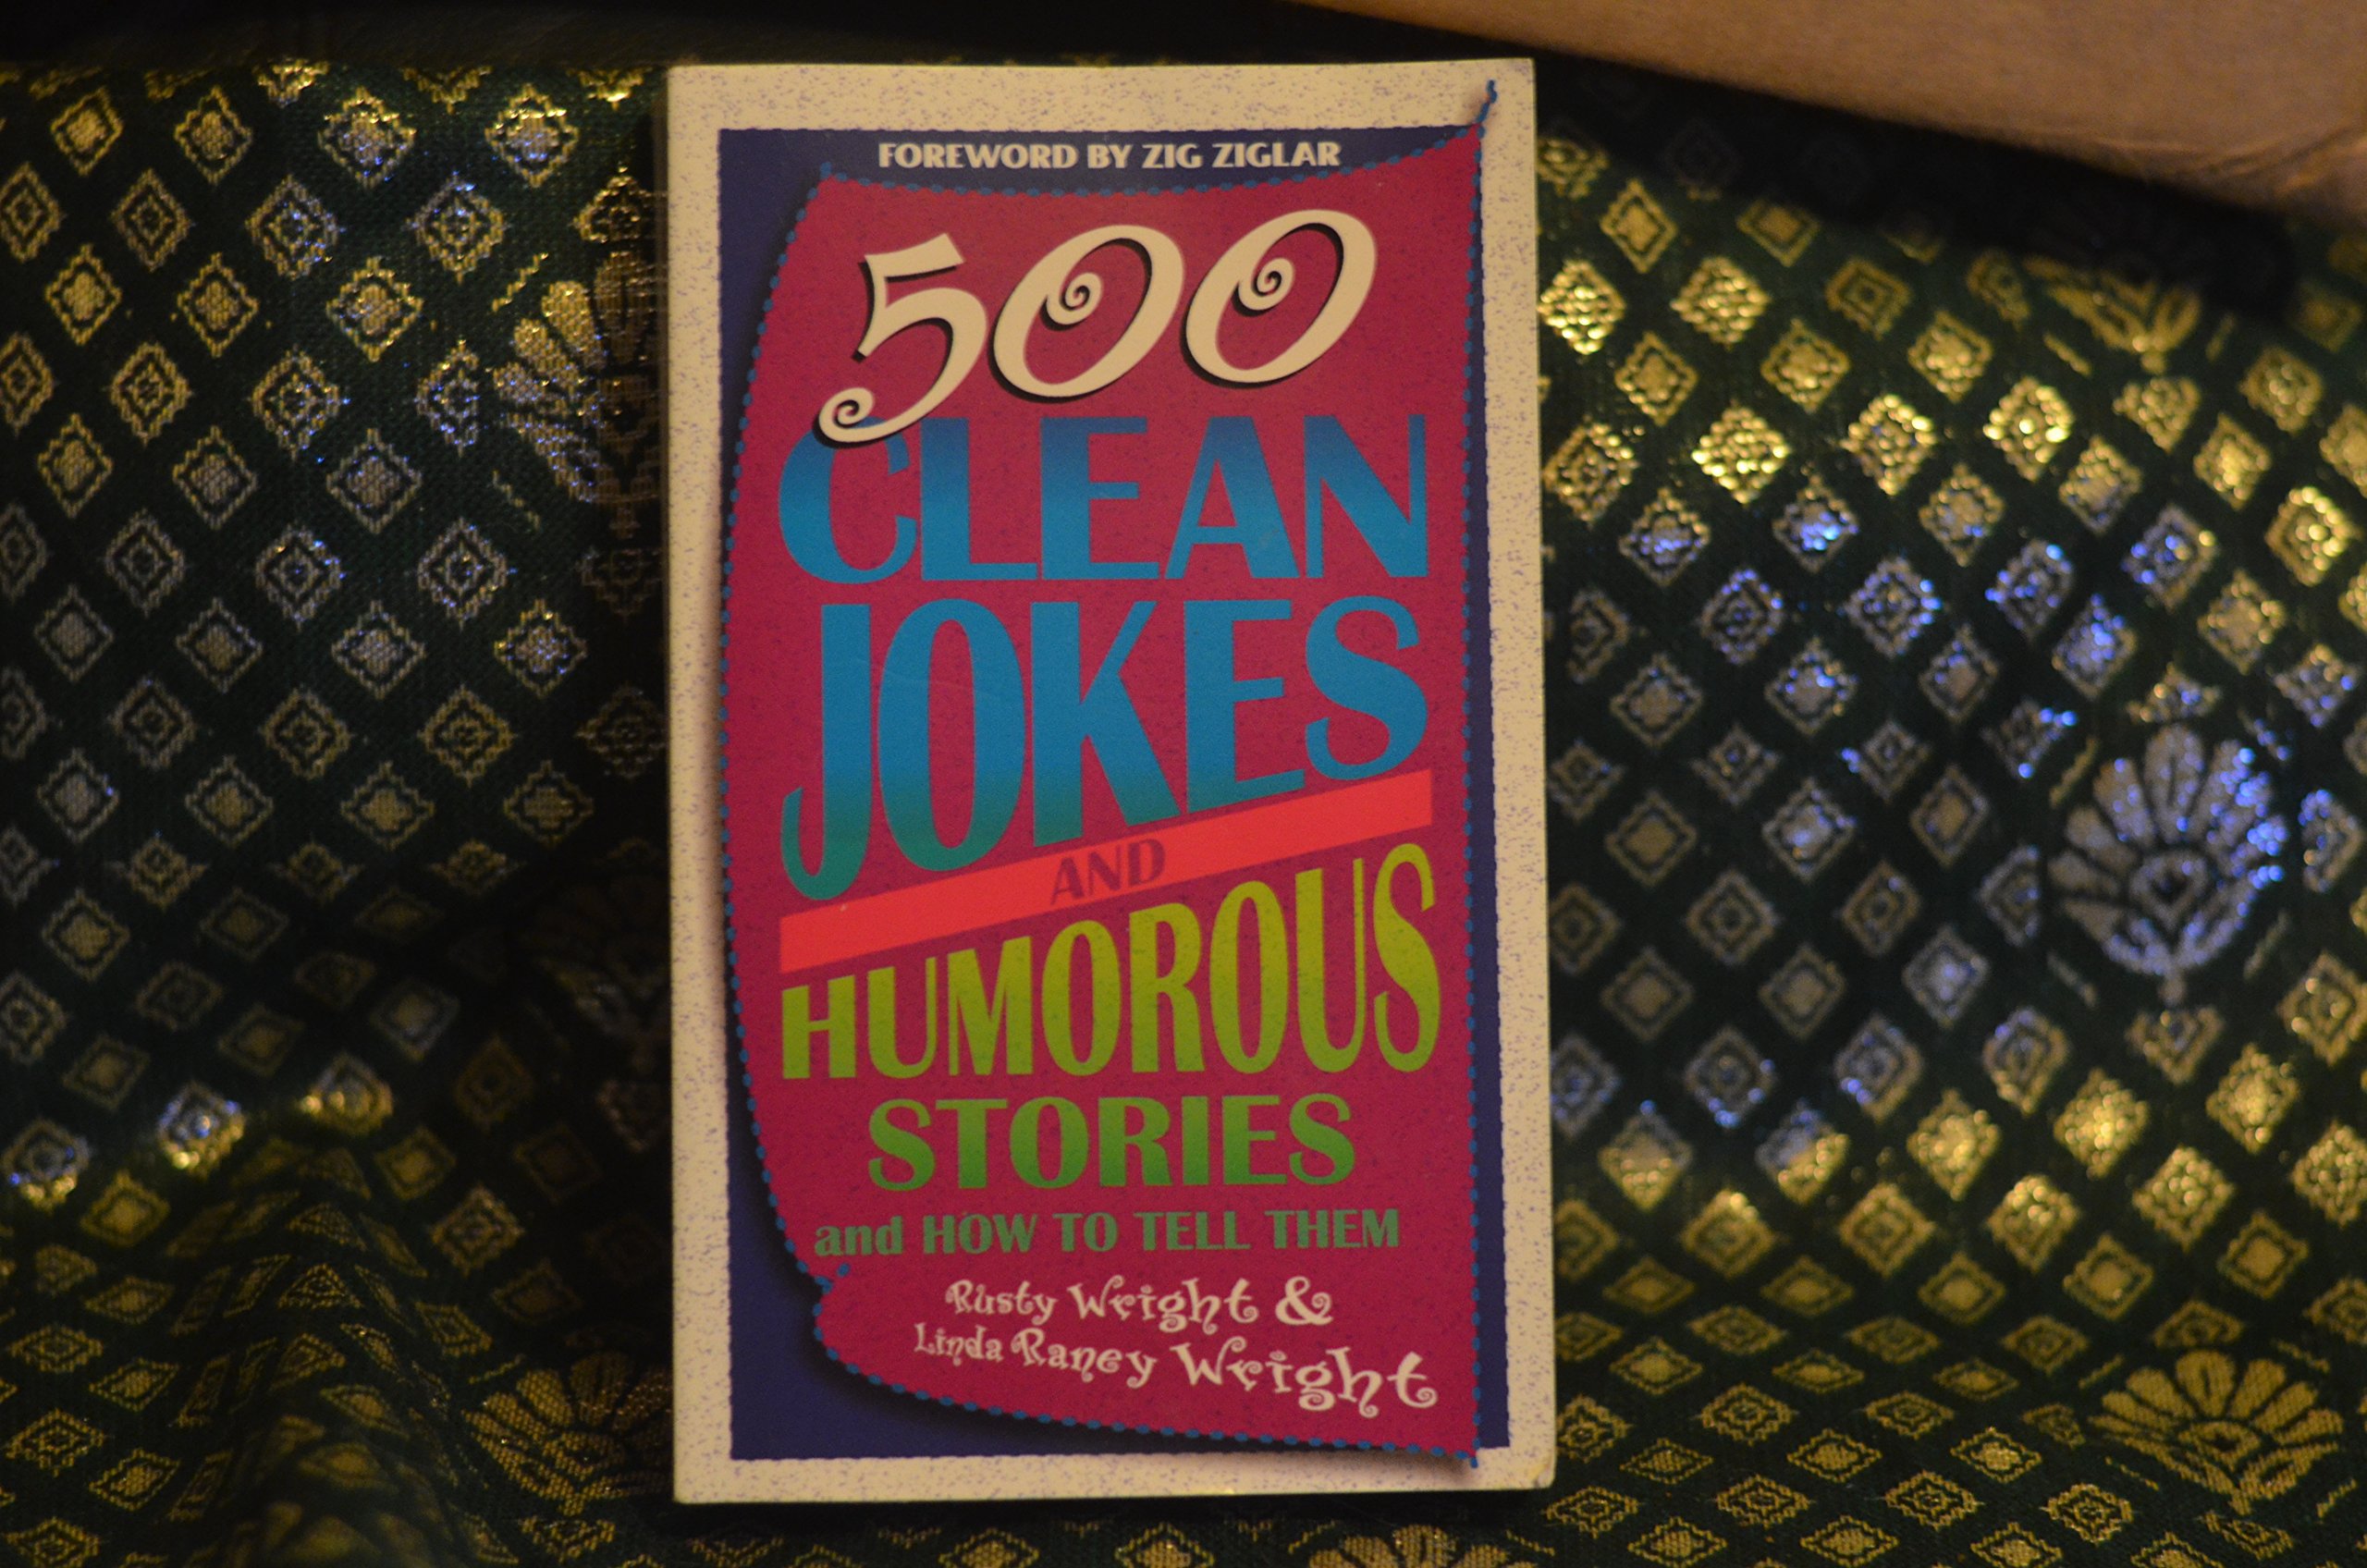 FOREWORD BY ZIG ZIGLAR
500
CLEAN
JOKES
AND
HUMOROUS
STORIES
and HOW TO TELL THEM
Rusty Wright &
Linda Raney Wright